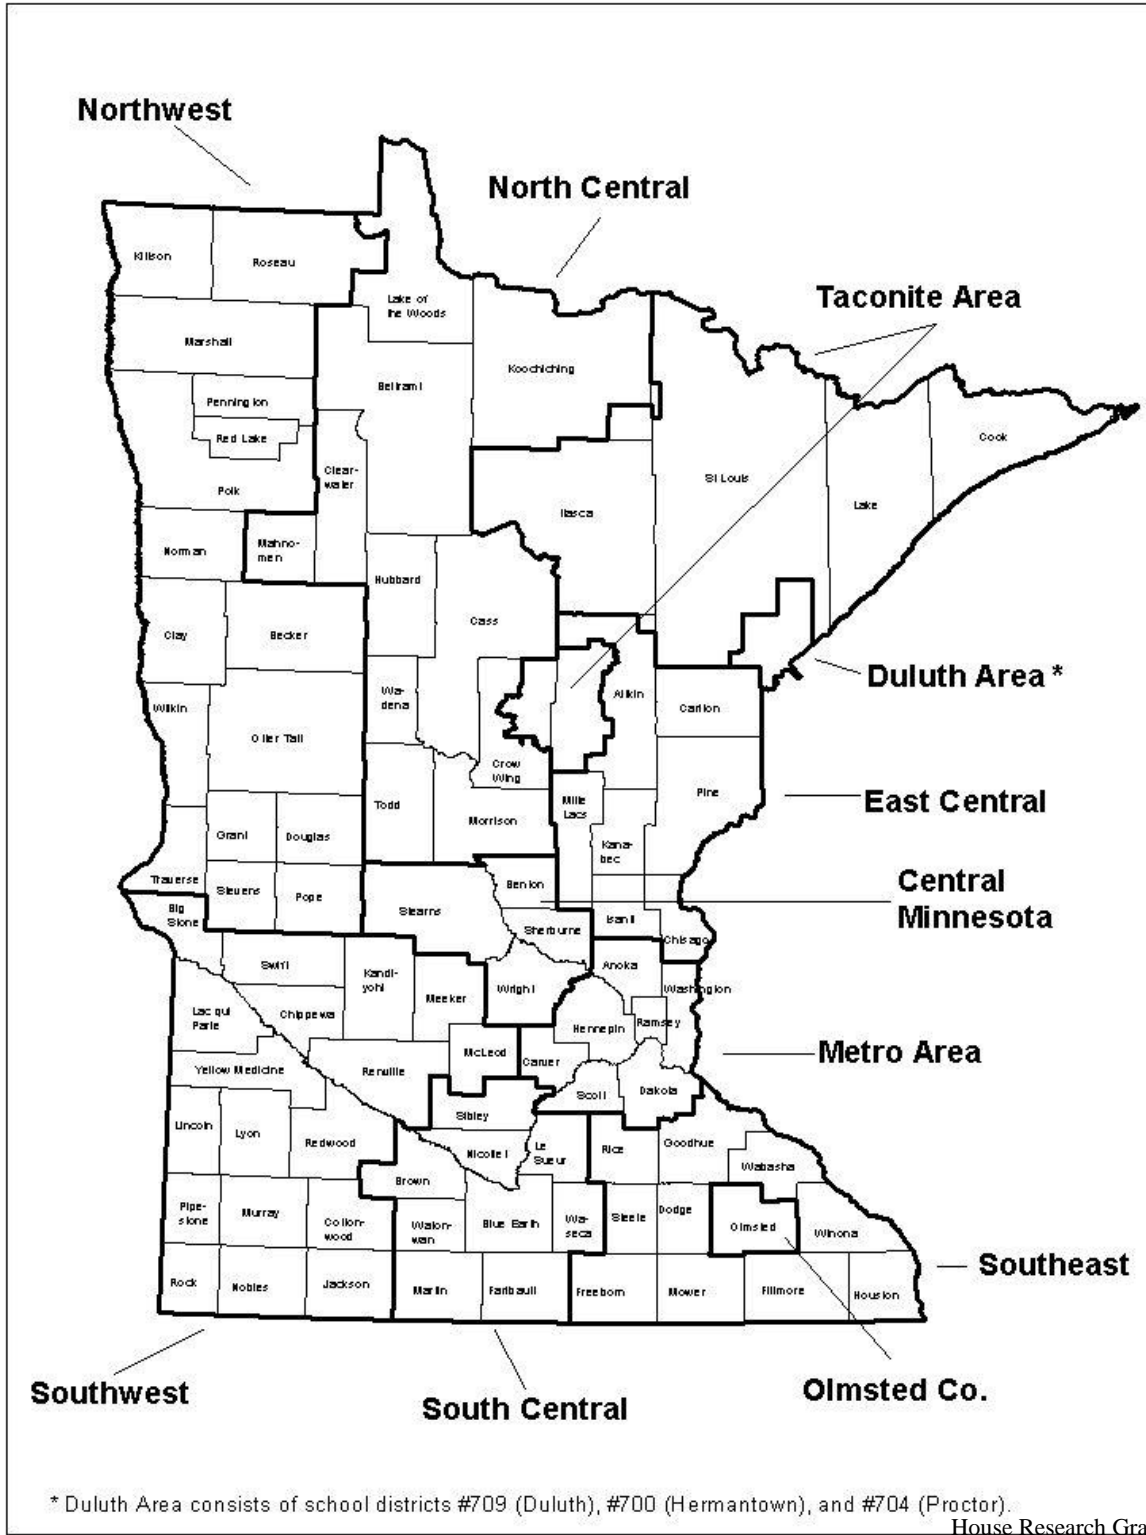 Northwest
North Central
Taconite Area
Kittson
Roseau
Lake of
the Woods
Marshall
Beltrami
Koochiching
Pennington
Red Lake
Clear-
water
Polk
St Louis
Cook
Lake
Itasca
Norman
Mahno-
men
Hubbard
Cass
Clay
Becker
Duluth Area *
Wilkin
Wa-
dena
Aitkin
Carlton
Otter Tail
Crow
Wing
Pine
East Central
Todd
Morrison
Mille
Lacs
Grant
Douglas
Kana-
bec
Traverse
Stevens
Pope
Benton
Central
Minnesota
Big
Stone
Stearns
Sherburne
Isanti
Chisago
Swift
Kandi-
yohi
Meeker
Wright
Anoka
Washington
Lac qui
Parle
Chippewa
Hennepin
Ramsey
McLeod
Carver
Metro Area
Yellow Medicine
Renville
Scott
Dakota
Lincoln
Lyon
Redwood
Sibley
Nicollet
Le
Sueur
Rice
Goodhue
Wabasha
Brown
Pipe-
stone
Murray
Cotton-
wood
Waton-
wan
Blue Earth
Wa-
seca
Steele
Dodge
Olmsted
Winona
Southeast
Rock
Nobles
Jackson
Martin
Faribault
Freeborn
Mower
Fillmore
Houston
Southwest
South Central
Olmsted Co.
* Duluth Area consists of school districts #709 (Duluth), #700 (Hermantown), and #704 (Proctor).
House Research Gra